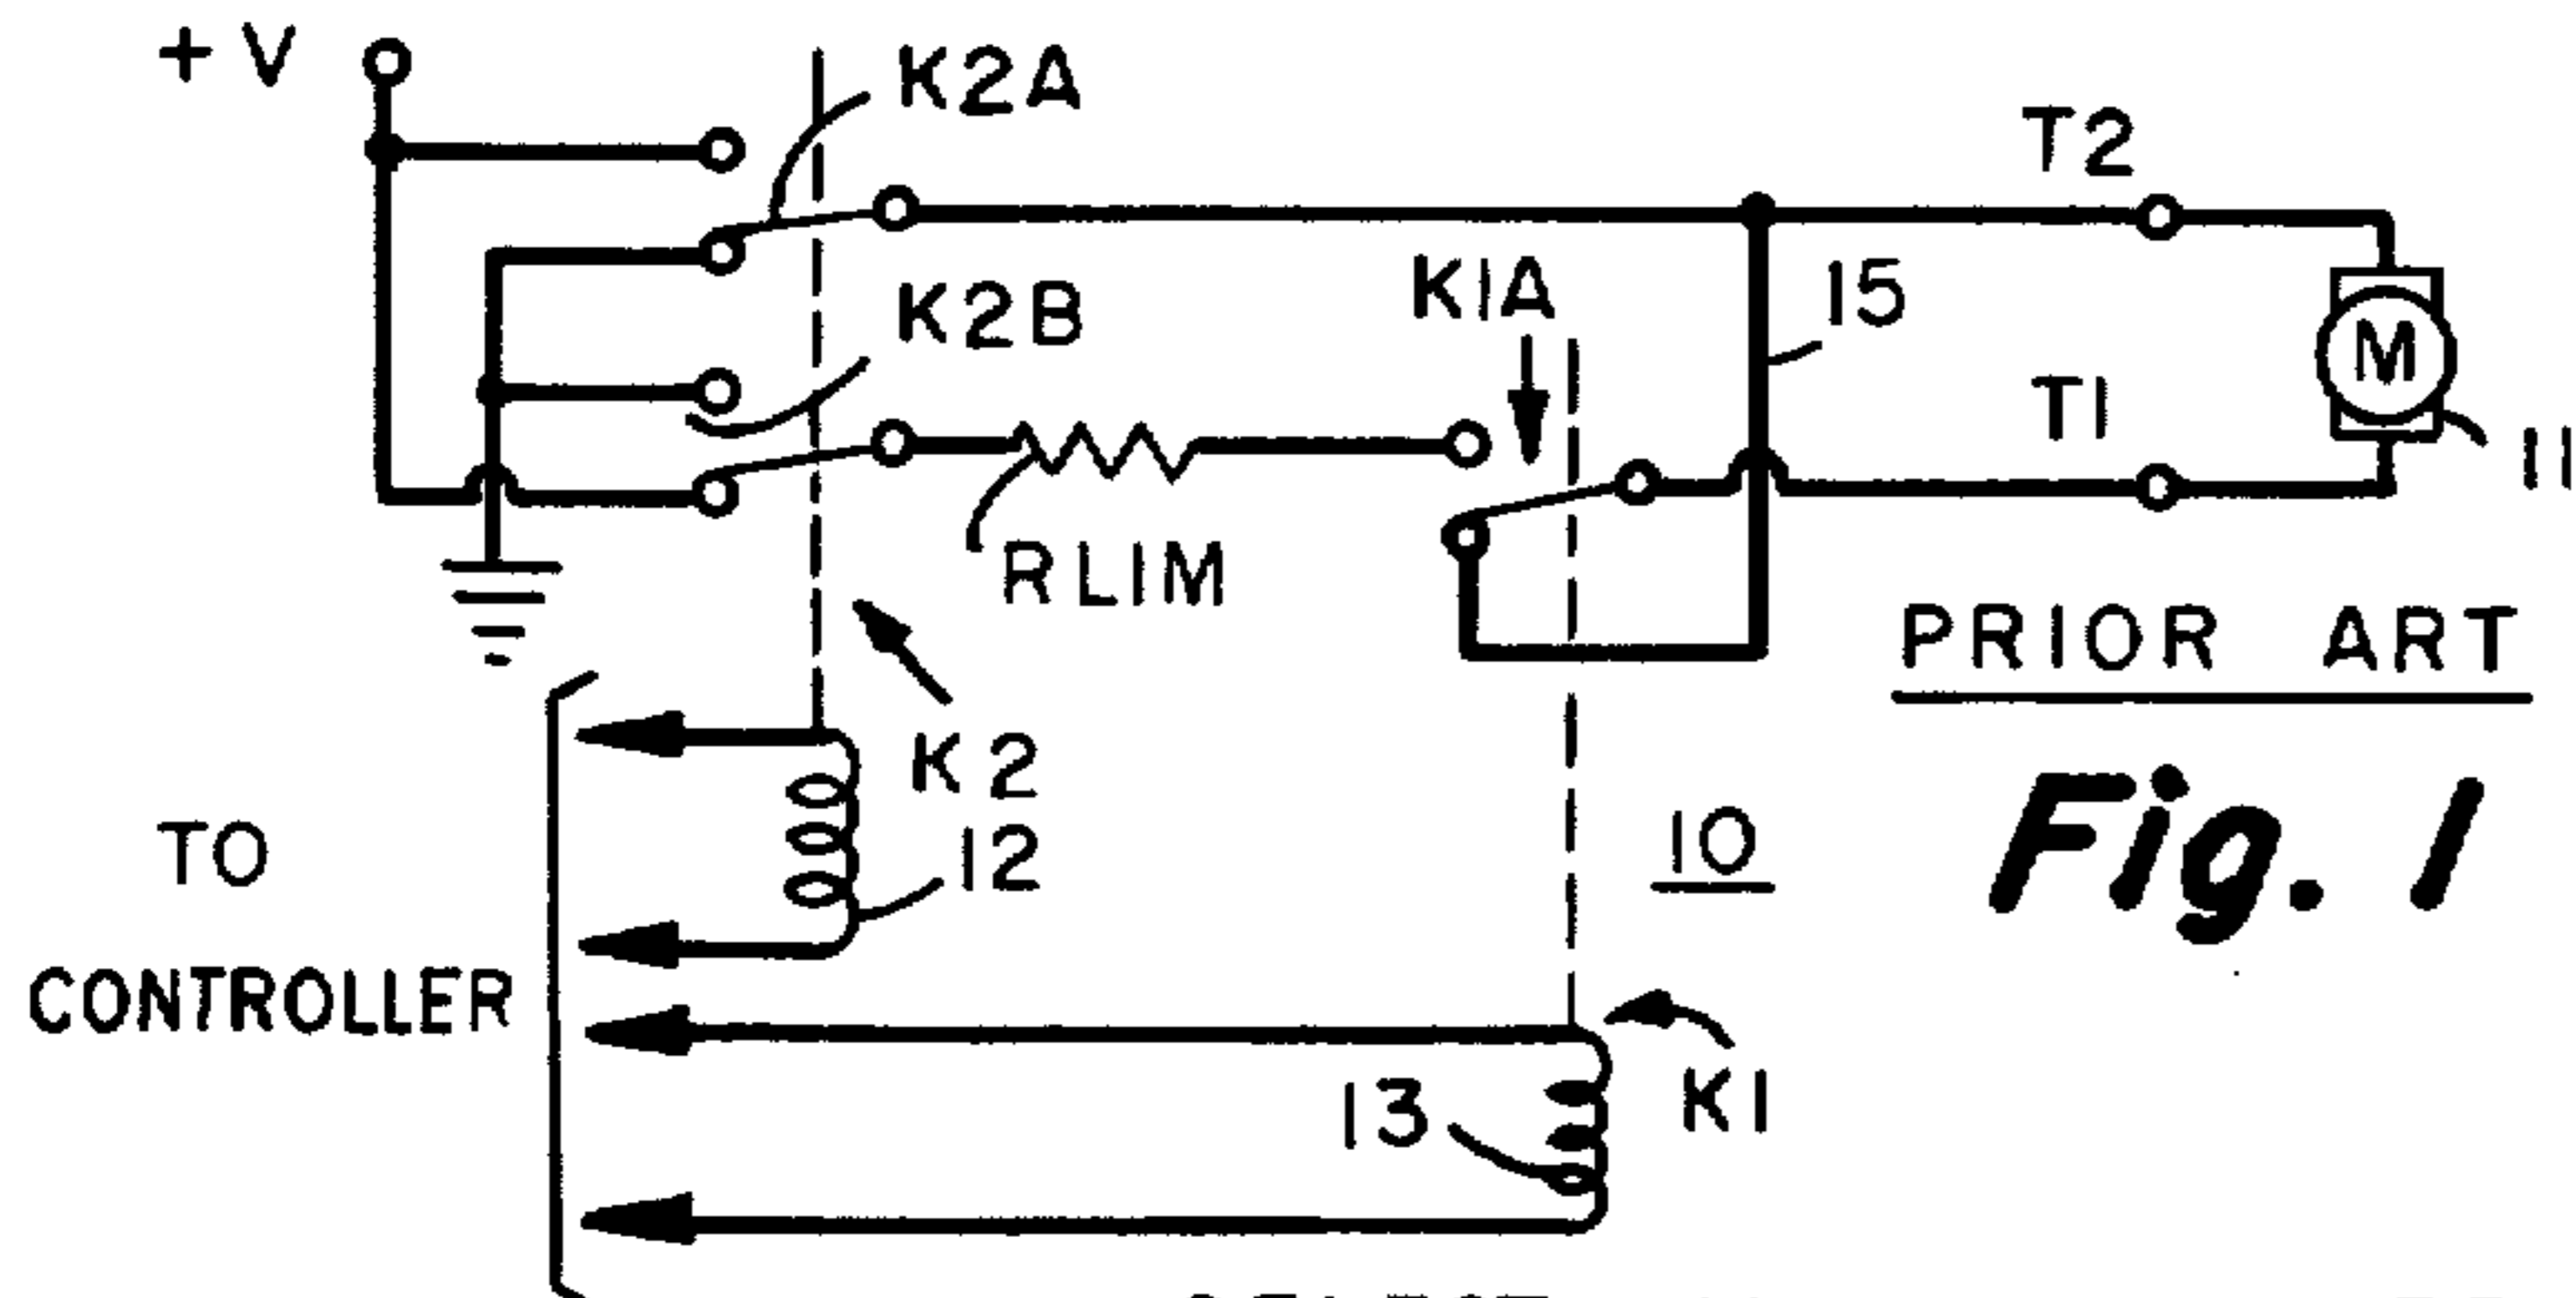 + V
K2A
T2
K2B
K1A
15
M
T1
11
RLIM
PRIOR ART
K2
12
TO
CONTROLLER
10
Fig. 1
13
K1